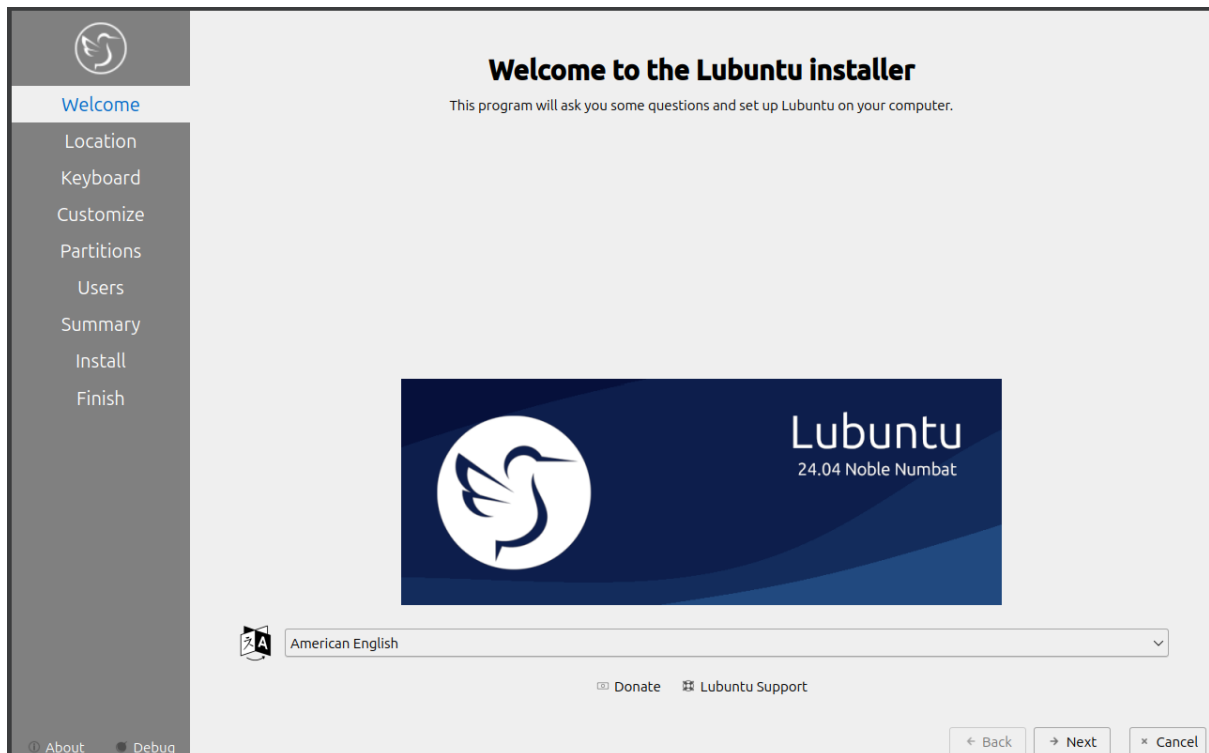 Welcome
Location
Keyboard
Customize
Partitions
Users
Summary
Install
Finish
About Debug
Welcome to the Lubuntu installer
This program will ask you some questions and set up Lubuntu on your computer.
Lubuntu
24.04 Noble Numbat
American English
Donate Lubuntu Support
Back Next Cancel